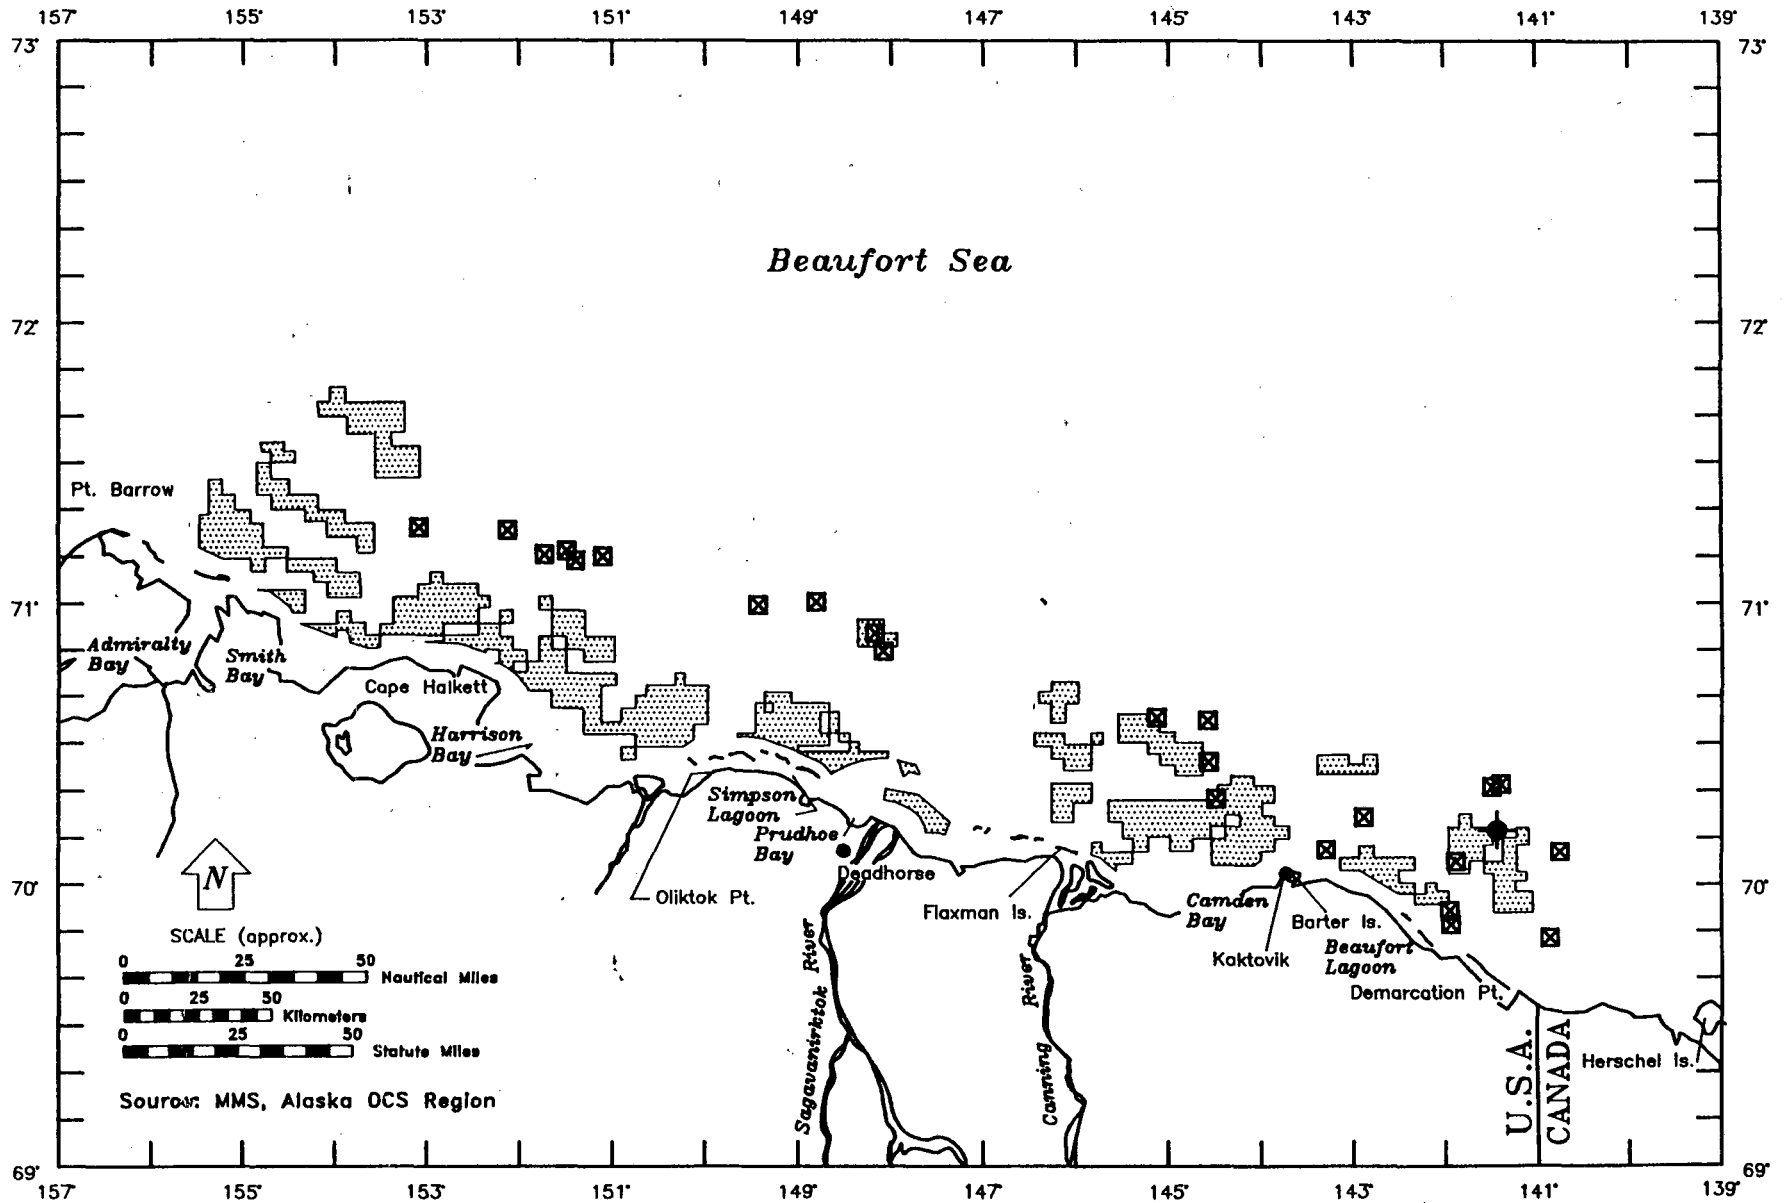 157° 155° 153° 151° 149° 147° 145° 143° 141° 139°
73° 73°
Beaufort Sea
72° 72°
Pt. Barrow
71° 71°
Admiralty
Bay
Smith
Bay
Cape Halkett
Harrison
Bay
Simpson
Lagoon
Prudhoe
Bay
Deadhorse
70° 70°
Oliktok Pt.
Flaxman Is.
Camden
Bay
Barter Is.
Kaktovik
Beaufort
Lagoon
Demarcation Pt.
Herschel Is.
N
SCALE (approx.)
0 25 50
Nautical Miles
0 25 50
Kilometers
0 25 50
Statute Miles
Source: MMS, Alaska OCS Region
Sagavanirktok River
Canning River
U.S.A.
CANADA
69° 69°
157° 155° 153° 151° 149° 147° 145° 143° 141° 139°